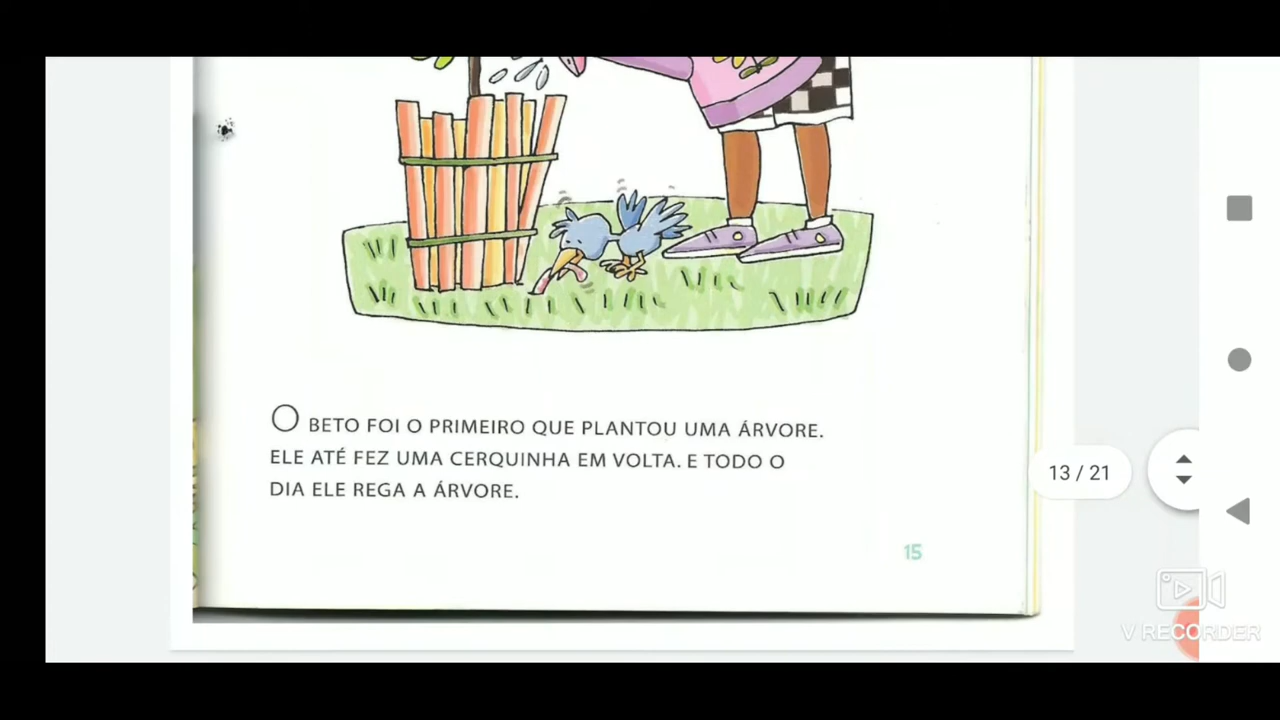 O BETO FOI O PRIMEIRO QUE PLANTOU UMA ÁRVORE.
ELE ATÉ FEZ UMA CERQUINHA EM VOLTA. E TODO O
DIA ELE REGA A ÁRVORE.
13 / 21
15
V RECORDER